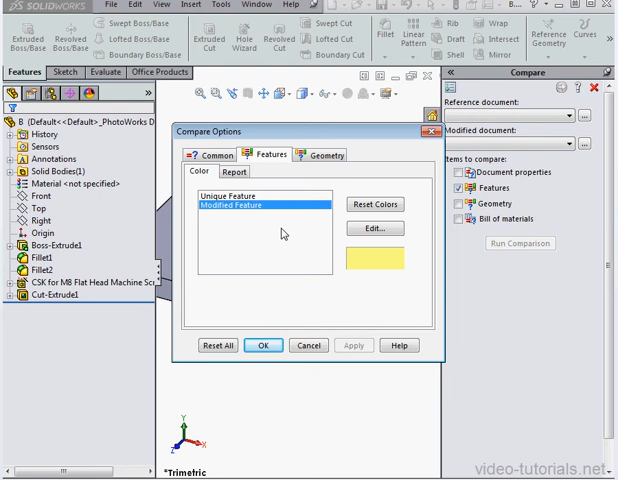 SOLIDWORKS File Edit View Insert Tools Window Help B...
Extruded Boss/Base
Revolved Boss/Base
Swept Boss/Base
Lofted Boss/Base
Boundary Boss/Base
Extruded Cut
Hole Wizard
Revolved Cut
Swept Cut
Lofted Cut
Boundary Cut
Fillet
Linear Pattern
Rib
Draft
Shell
Wrap
Intersect
Mirror
Reference Geometry
Curves
Features Sketch Evaluate Office Products
B (Default<<Default>_PhotoWorks D
History
Sensors
Annotations
Solid Bodies(1)
Material <not specified>
Front
Top
Right
Origin
Boss-Extrude1
Fillet1
Fillet2
CSK for M8 Flat Head Machine Scr
Cut-Extrude1
Compare Options
Common Features Geometry
Color Report
Unique Feature
Modified Feature
Reset Colors
Edit...
Reset All OK Cancel Apply Help
Y
X
Z
*Trimetric
Compare
Reference document:
...
Modified document:
...
Items to compare:
Document properties
Features
Geometry
Bill of materials
Run Comparison
video-tutorials.net